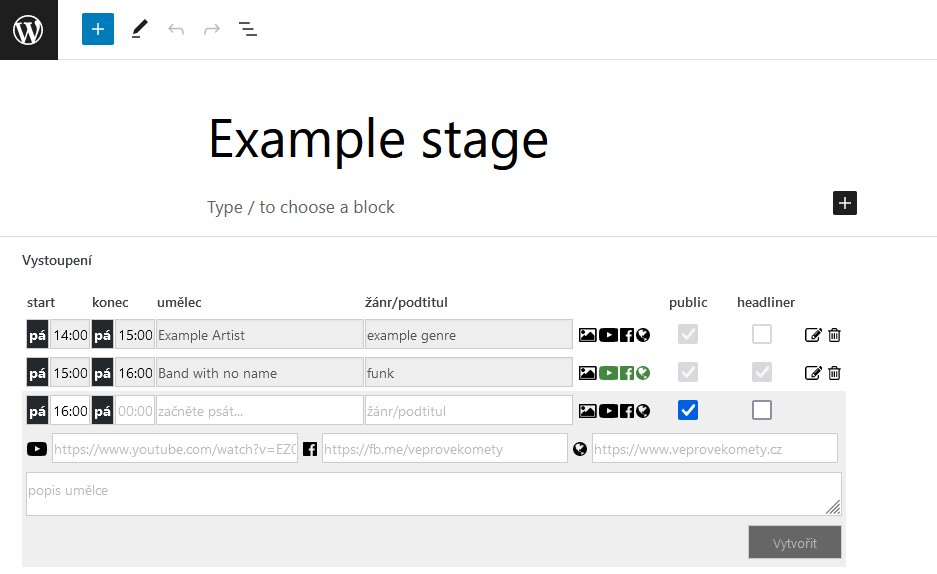 Example stage
Type / to choose a block
Vystoupení
start konec umělec žánr/podtitul public headliner
pá 14:00 pá 15:00 Example Artist example genre
pá 15:00 pá 16:00 Band with no name funk
pá 16:00 pá 00:00 začněte psát... žánr/podtitul
https://www.youtube.com/watch?v=EZC https://fb.me/veprovekomety https://www.veprovekomety.cz
popis umělce
Vytvořit